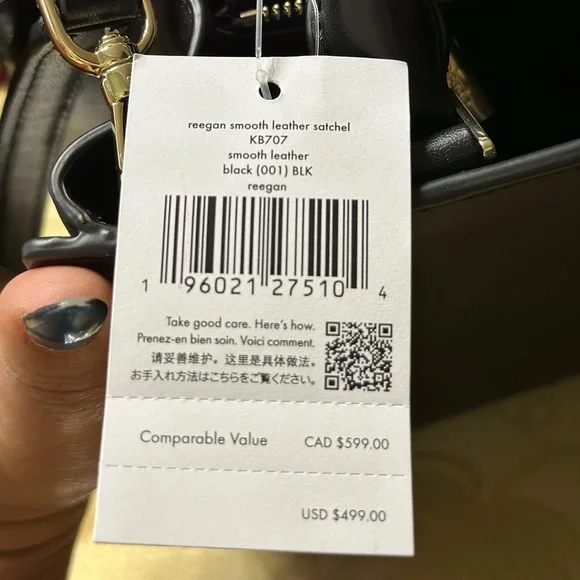 reegan smooth leather satchel
KB707
smooth leather
black (001) BLK
reegan
1 96021 27510 4
Take good care. Here's how.
Prenez-en bien soin. Voici comment.
请妥善维护。这里是具体做法。
お手入れ方法はこちらをご覧ください。
Comparable Value CAD $599.00
USD $499.00